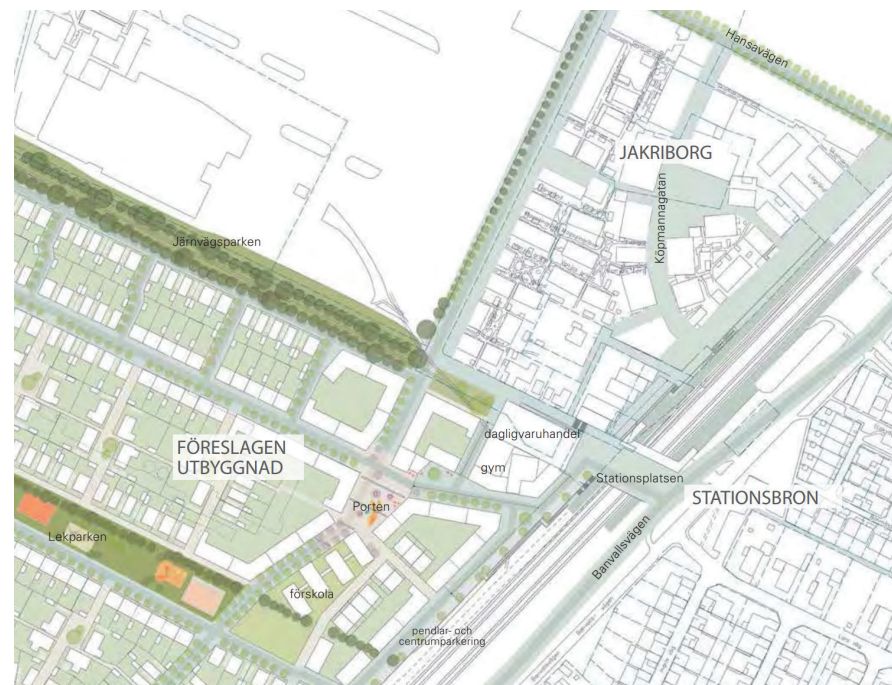 Hansavägen
JAKRIBORG
Köpmannagatan
Järnvägsparken
dagligvaruhandel
FÖRESLAGEN
UTBYGGNAD
gym
Stationsplatsen
STATIONSBRON
Porten
Lekparken
Banvallsvägen
förskola
pendlar- och
centrumparkering